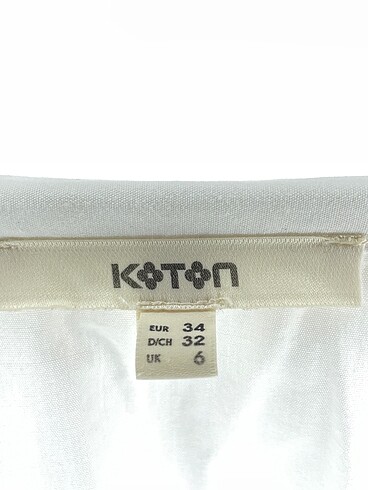 KOTON
EUR 34
D/CH 32
UK 6